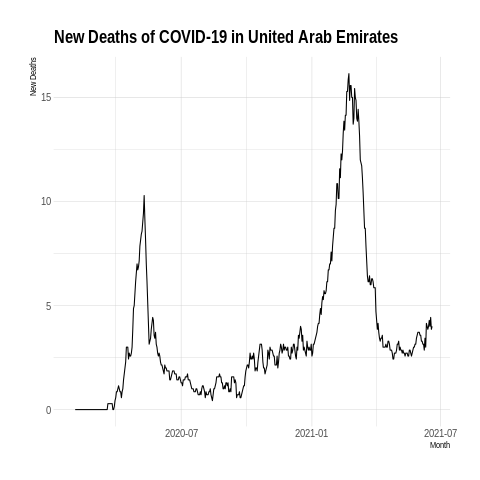 New Deaths of COVID-19 in United Arab Emirates
New Deaths
15
10
5
0
2020-07
2021-01
2021-07
Month